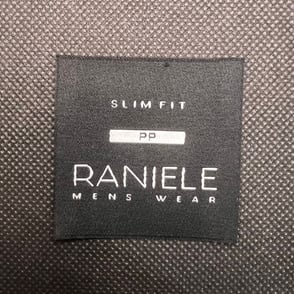 SLIM FIT
PP
RANIELE
MENS WEAR